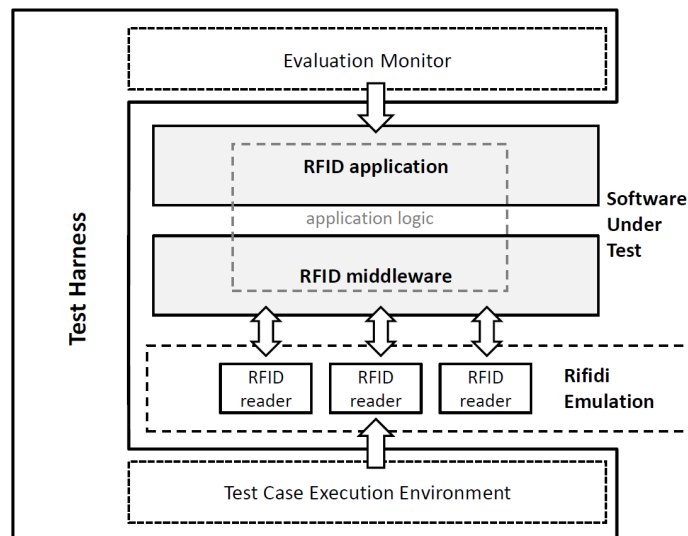 Evaluation Monitor
RFID application
application logic
RFID middleware
Software
Under
Test
Test Harness
RFID
reader
RFID
reader
RFID
reader
Rifidi
Emulation
Test Case Execution Environment